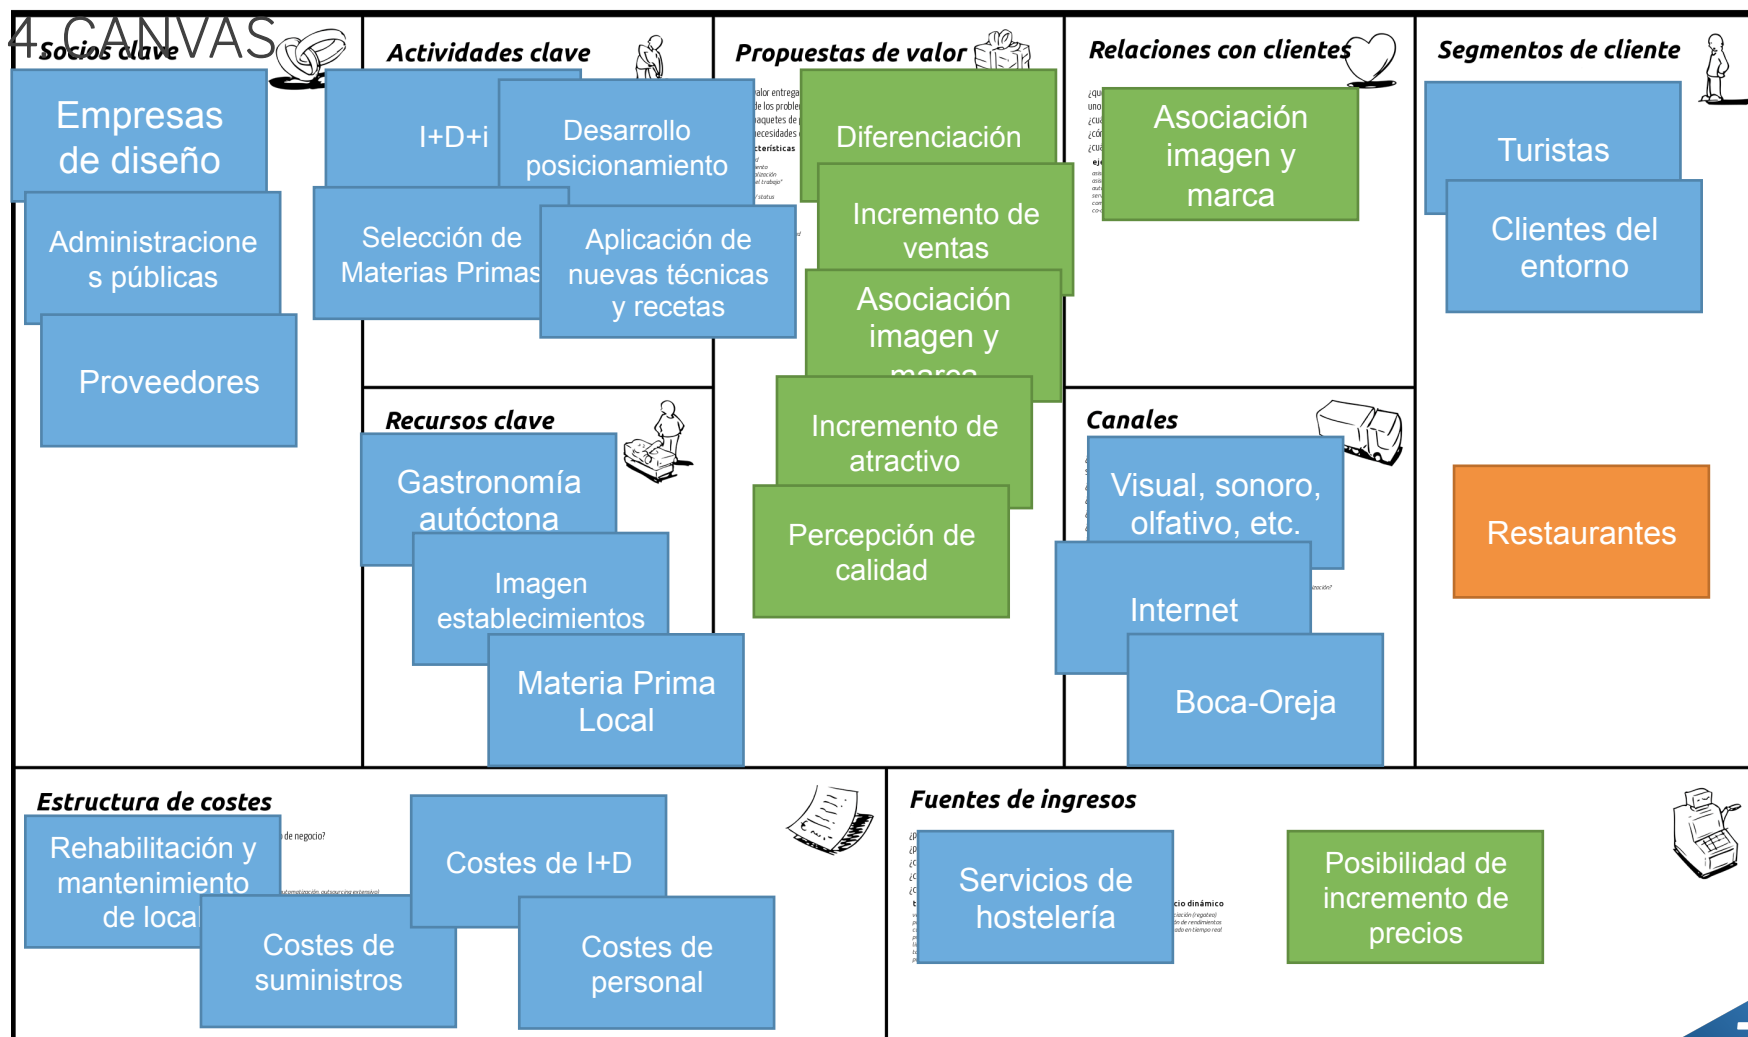 4. CANVAS
Socios clave
Empresas
de diseño
Administracione
s públicas
Proveedores
Actividades clave
I+D+i
Desarrollo
posicionamiento
Selección de
Materias Primas
Aplicación de
nuevas técnicas
y recetas
Recursos clave
Gastronomía
autóctona
Imagen
establecimientos
Materia Prima
Local
Propuestas de valor
Diferenciación
Incremento de
ventas
Asociación
imagen y
marca
Incremento de
atractivo
Percepción de
calidad
Relaciones con clientes
Asociación
imagen y
marca
Canales
Visual, sonoro,
olfativo, etc.
Internet
Boca-Oreja
Segmentos de cliente
Turistas
Clientes del
entorno
Restaurantes
Estructura de costes
de negocio?
Rehabilitación y
mantenimiento
de local
Costes de
suministros
Costes de I+D
Costes de
personal
Fuentes de ingresos
Servicios de
hostelería
Posibilidad de
incremento de
precios